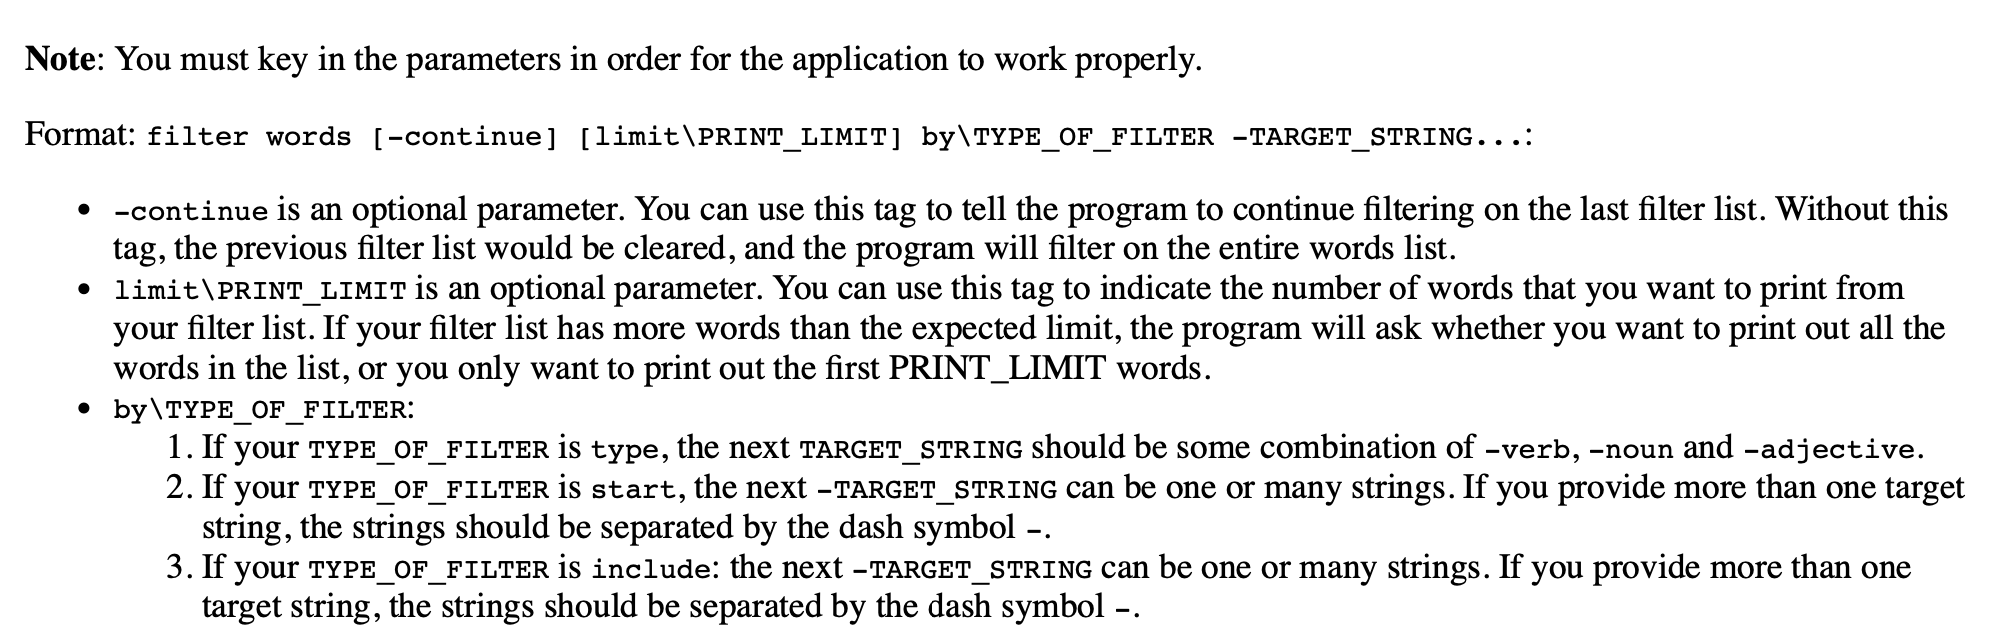 Note: You must key in the parameters in order for the application to work properly.
Format: filter words [-continue] [limit\PRINT_LIMIT] by\TYPE_OF_FILTER -TARGET_STRING...:
• -continue is an optional parameter. You can use this tag to tell the program to continue filtering on the last filter list. Without this
tag, the previous filter list would be cleared, and the program will filter on the entire words list.
• limit\PRINT_LIMIT is an optional parameter. You can use this tag to indicate the number of words that you want to print from
your filter list. If your filter list has more words than the expected limit, the program will ask whether you want to print out all the
words in the list, or you only want to print out the first PRINT_LIMIT words.
• by\TYPE_OF_FILTER:
1. If your TYPE_OF_FILTER is type, the next TARGET_STRING should be some combination of -verb, -noun and -adjective.
2. If your TYPE_OF_FILTER is start, the next -TARGET_STRING can be one or many strings. If you provide more than one target
string, the strings should be separated by the dash symbol -.
3. If your TYPE_OF_FILTER is include: the next -TARGET_STRING can be one or many strings. If you provide more than one
target string, the strings should be separated by the dash symbol -.